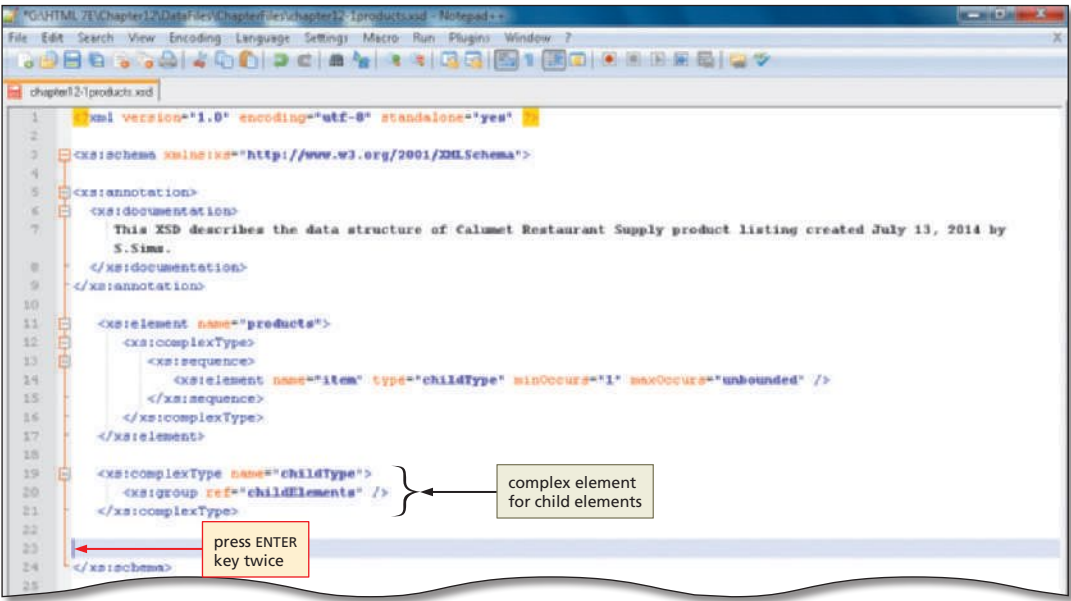 *G:\HTML 7E\Chapter12\DataFiles\ChapterFiles\chapter12-1products.xsd - Notepad++
File Edit Search View Encoding Language Settings Macro Run Plugins Window ? X
chapter12-1products.xsd
1 <?xml version="1.0" encoding="utf-8" standalone="yes" ?>
2
3 <xs:schema xmlns:xs="http://www.w3.org/2001/XMLSchema">
4
5 <xs:annotation>
6 <xs:documentation>
7 This XSD describes the data structure of Calumet Restaurant Supply product listing created July 13, 2014 by
S.Sims.
8 </xs:documentation>
9 </xs:annotation>
10
11 <xs:element name="products">
12 <xs:complexType>
13 <xs:sequence>
14 <xs:element name="item" type="childType" minOccurs="1" maxOccurs="unbounded" />
15 </xs:sequence>
16 </xs:complexType>
17 </xs:element>
18
19 <xs:complexType name="childType">
20 <xs:group ref="childElements" />
21 </xs:complexType>
complex element
for child elements
22
23
press ENTER
key twice
24 </xs:schema>
25